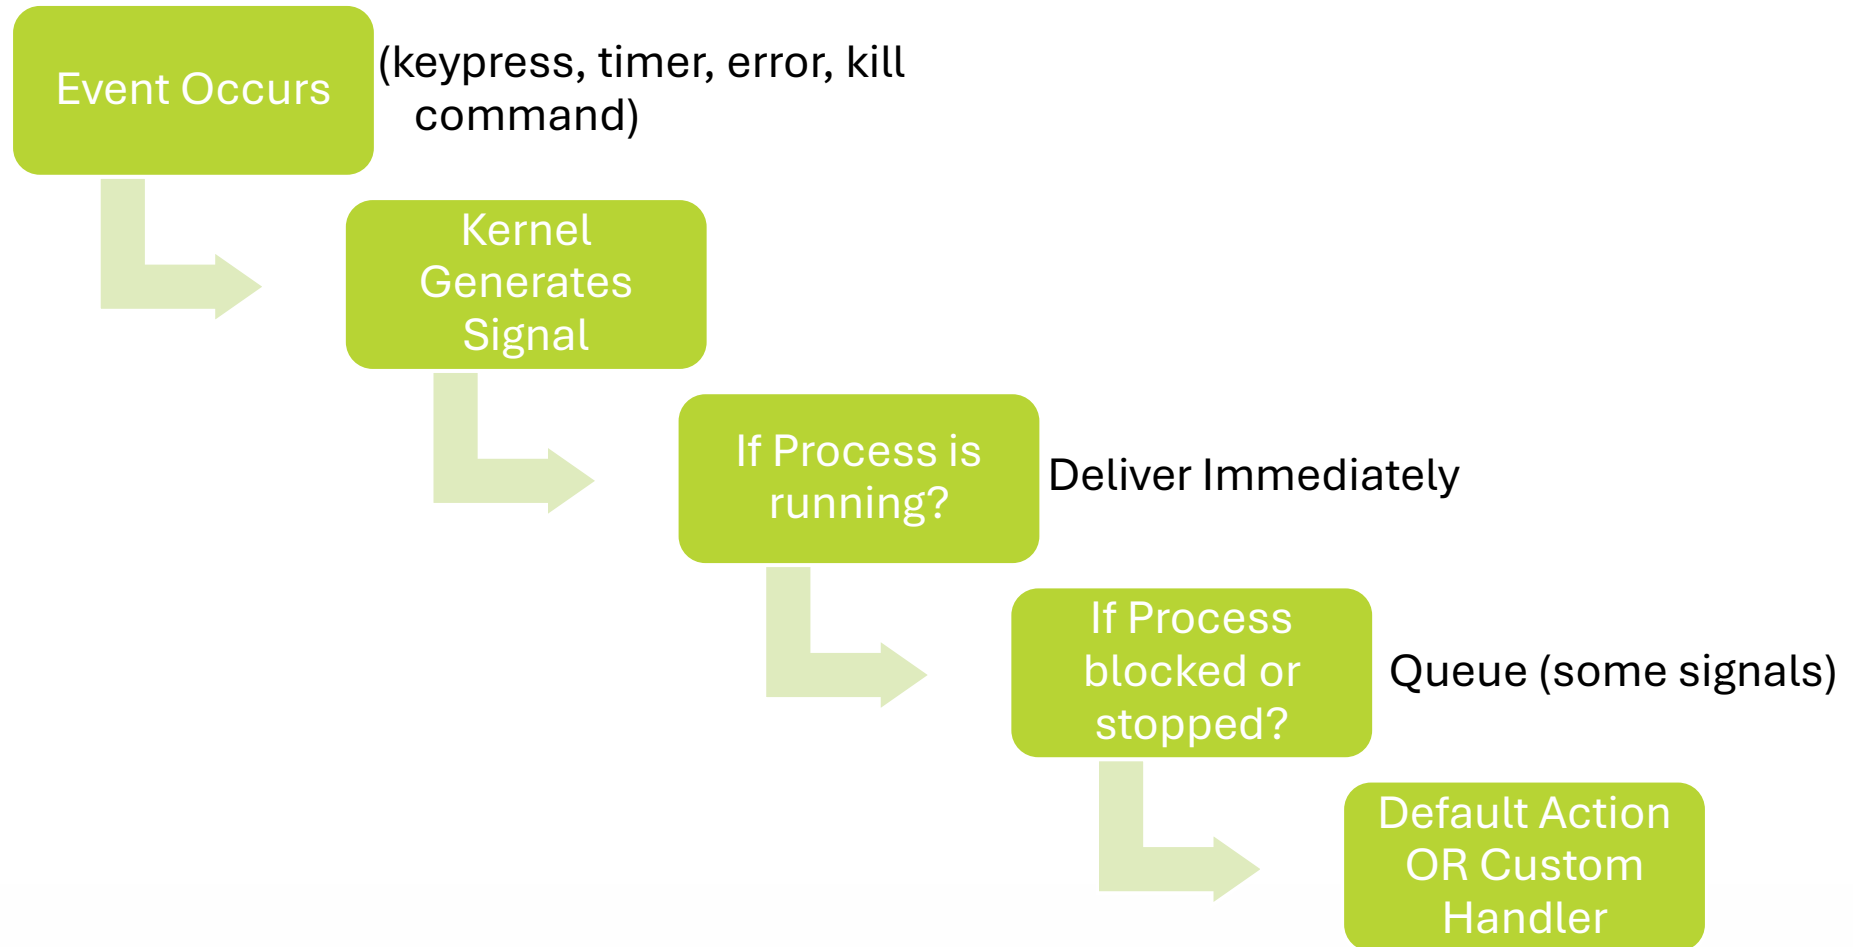 Event Occurs
(keypress, timer, error, kill
command)
Kernel
Generates
Signal
If Process is
running?
Deliver Immediately
If Process
blocked or
stopped?
Queue (some signals)
Default Action
OR Custom
Handler